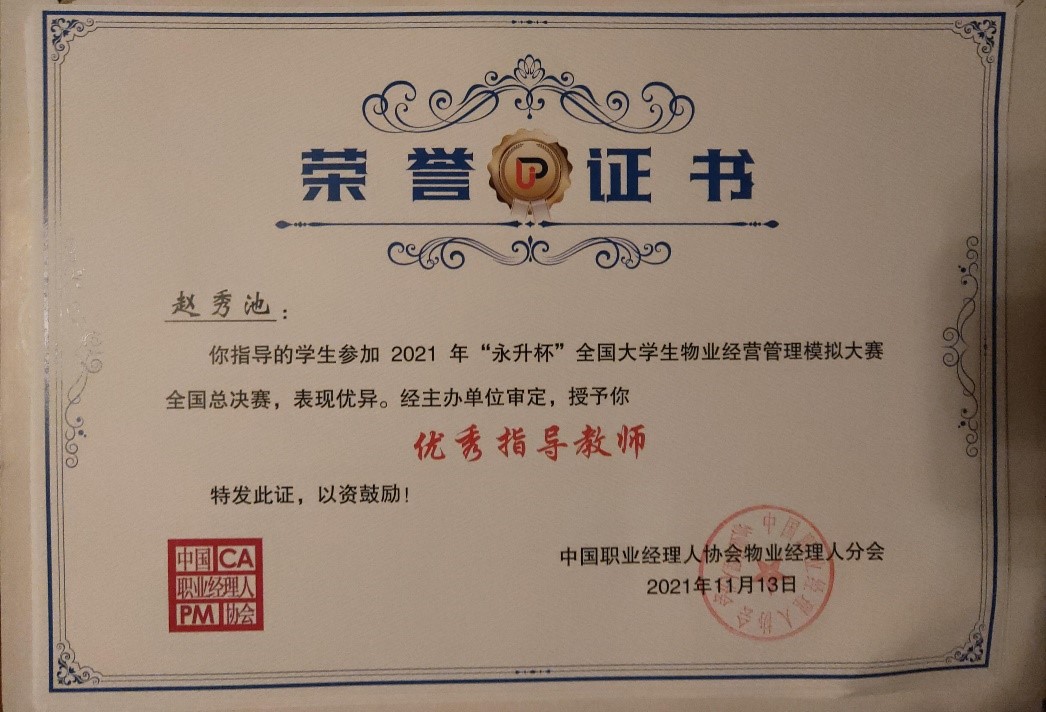 荣誉证书
赵秀池：
你指导的学生参加 2021 年“永升杯”全国大学生物业经营管理模拟大赛
全国总决赛，表现优异。经主办单位审定，授予你
优秀指导教师
特发此证，以资鼓励！
中国 CA
职业经理人
PM 协会
中国职业经理人协会物业经理人分会
2021年11月13日